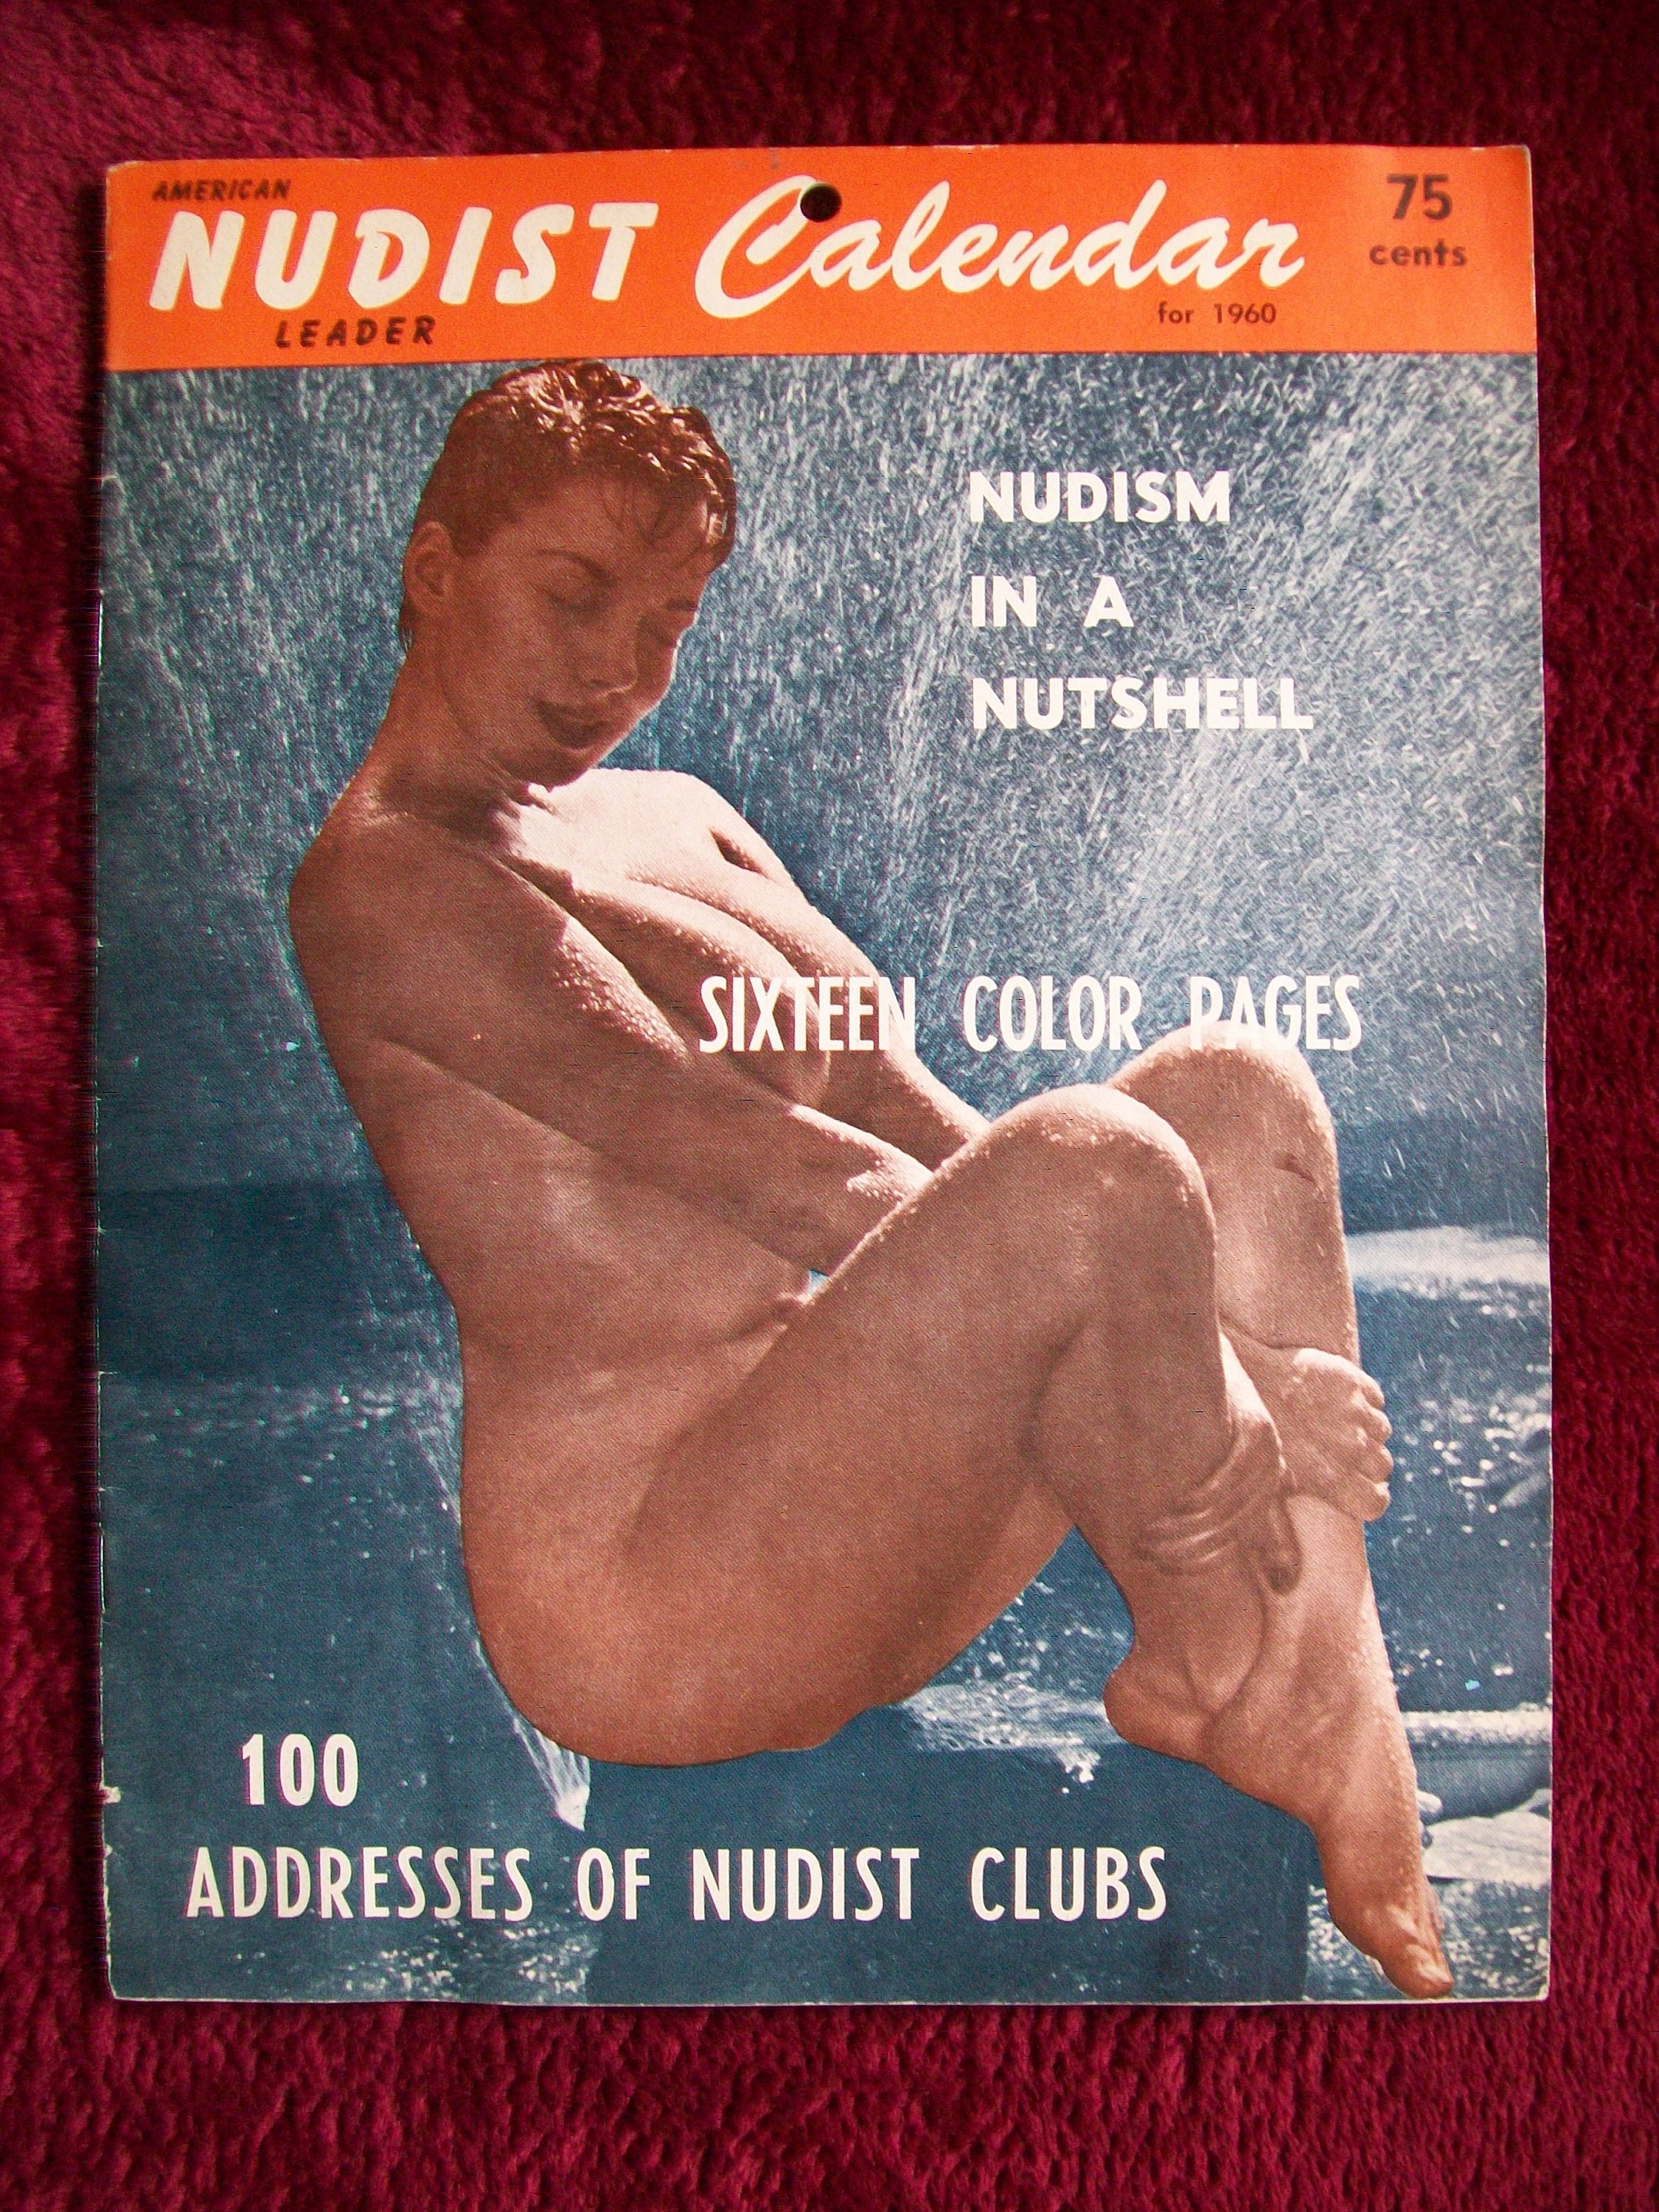 AMERICAN
NUDIST Calendar
LEADER
for 1960
75
cents
NUDISM
IN A
NUTSHELL
SIXTEEN COLOR PAGES
100
ADDRESSES OF NUDIST CLUBS